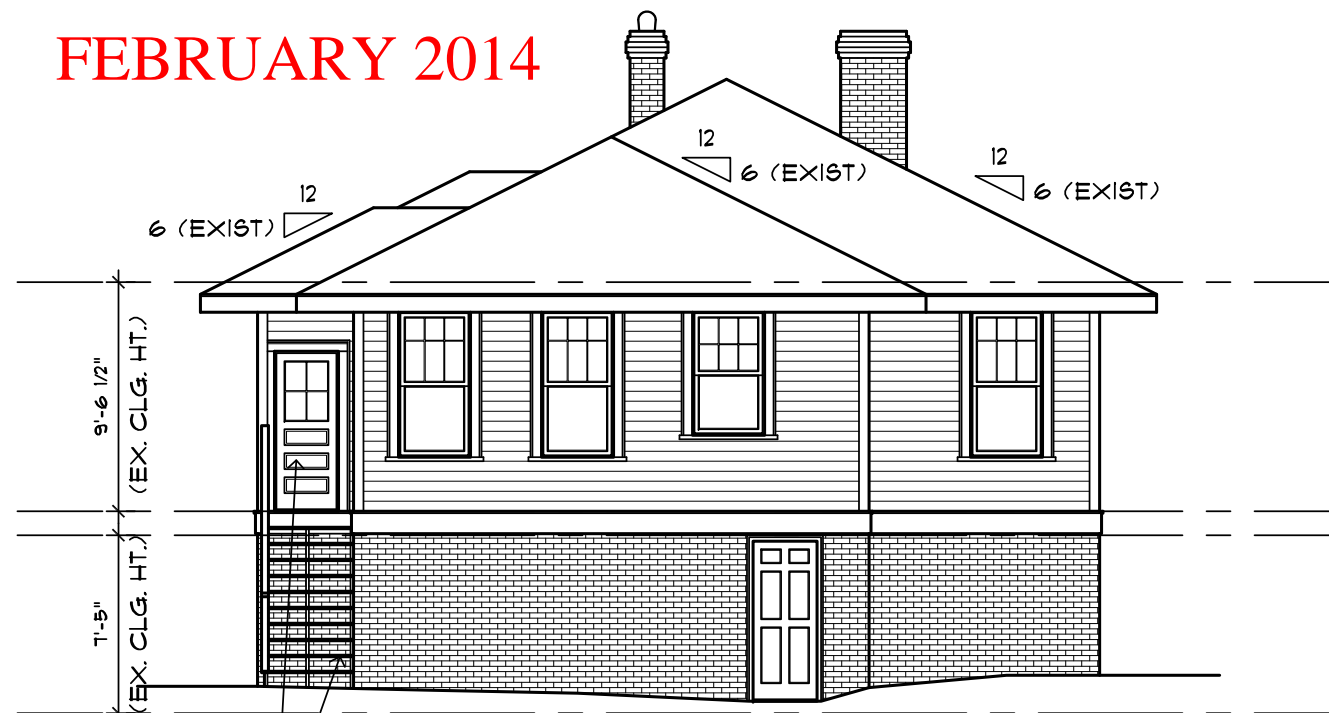 FEBRUARY 2014
12
6 (EXIST)
12
6 (EXIST)
12
6 (EXIST)
9'-6 1/2"
(EX. CLG. HT.)
7'-5"
(EX. CLG. HT.)